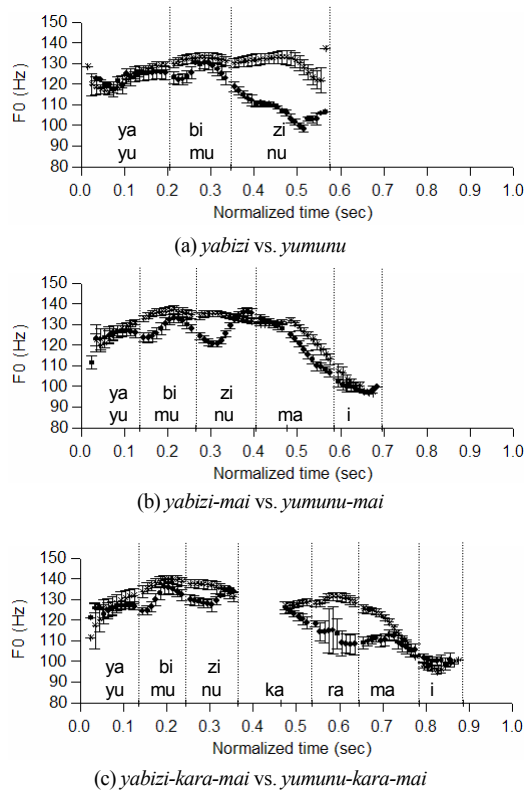 150
140
130
120
110
100
90
80
F0 (Hz)
ya bi zi
yu mu nu
0.0 0.1 0.2 0.3 0.4 0.5 0.6 0.7 0.8 0.9 1.0
Normalized time (sec)
(a) yabizi vs. yumunu
150
140
130
120
110
100
90
80
F0 (Hz)
ya bi zi
yu mu nu ma i
0.0 0.1 0.2 0.3 0.4 0.5 0.6 0.7 0.8 0.9 1.0
Normalized time (sec)
(b) yabizi-mai vs. yumunu-mai
150
140
130
120
110
100
90
80
F0 (Hz)
ya bi zi
yu mu nu ka ra ma i
0.0 0.1 0.2 0.3 0.4 0.5 0.6 0.7 0.8 0.9 1.0
Normalized time (sec)
(c) yabizi-kara-mai vs. yumunu-kara-mai